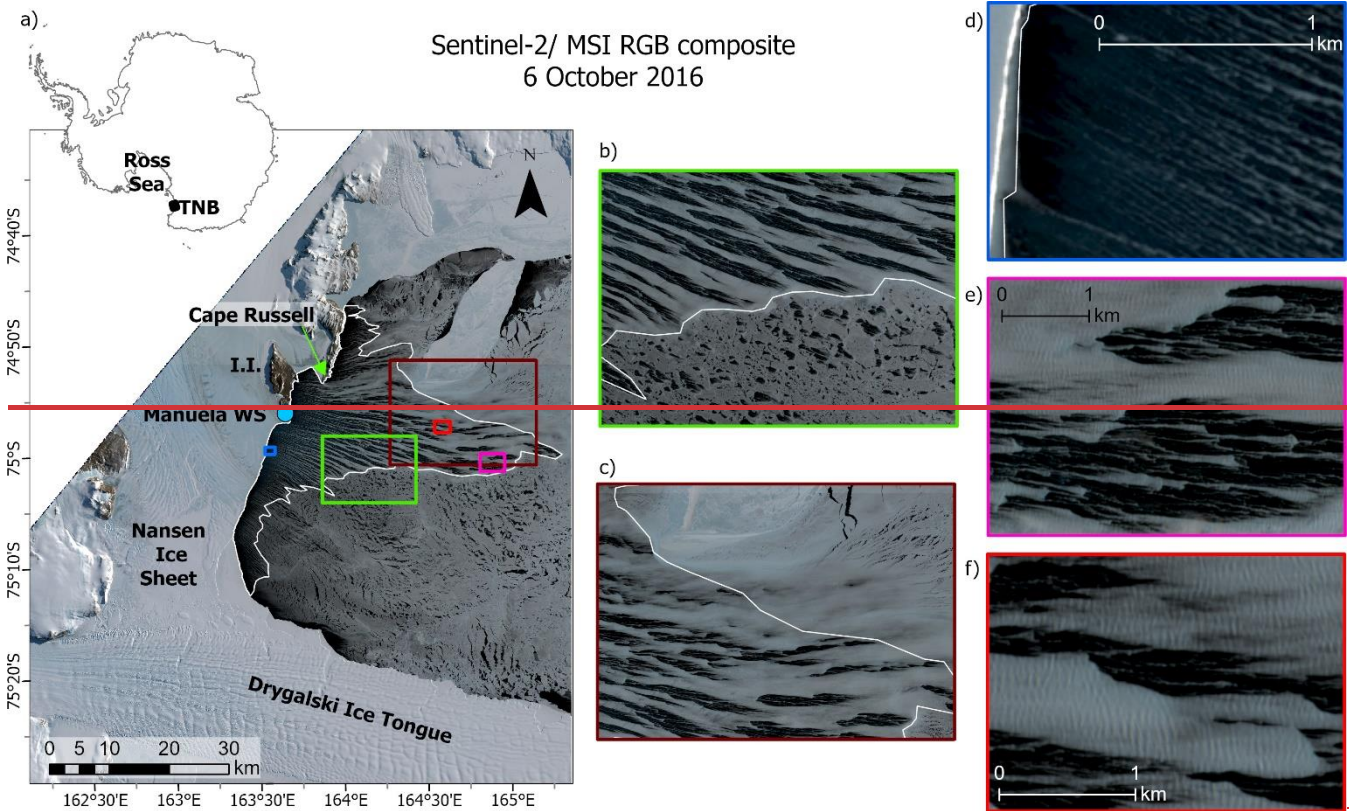 a)
Sentinel-2/ MSI RGB composite
6 October 2016
Ross
Sea
TNB
N
74°40'S
74°50'S
75°S
75°10'S
75°20'S
Cape Russell
I.I.
Manuela WS
Nansen
Ice
Sheet
Drygalski Ice Tongue
0 5 10 20 30
km
162°30'E 163°E 163°30'E 164°E 164°30'E 165°E
b)
c)
d)
0 1
km
e)
0 1
km
f)
0 1
km